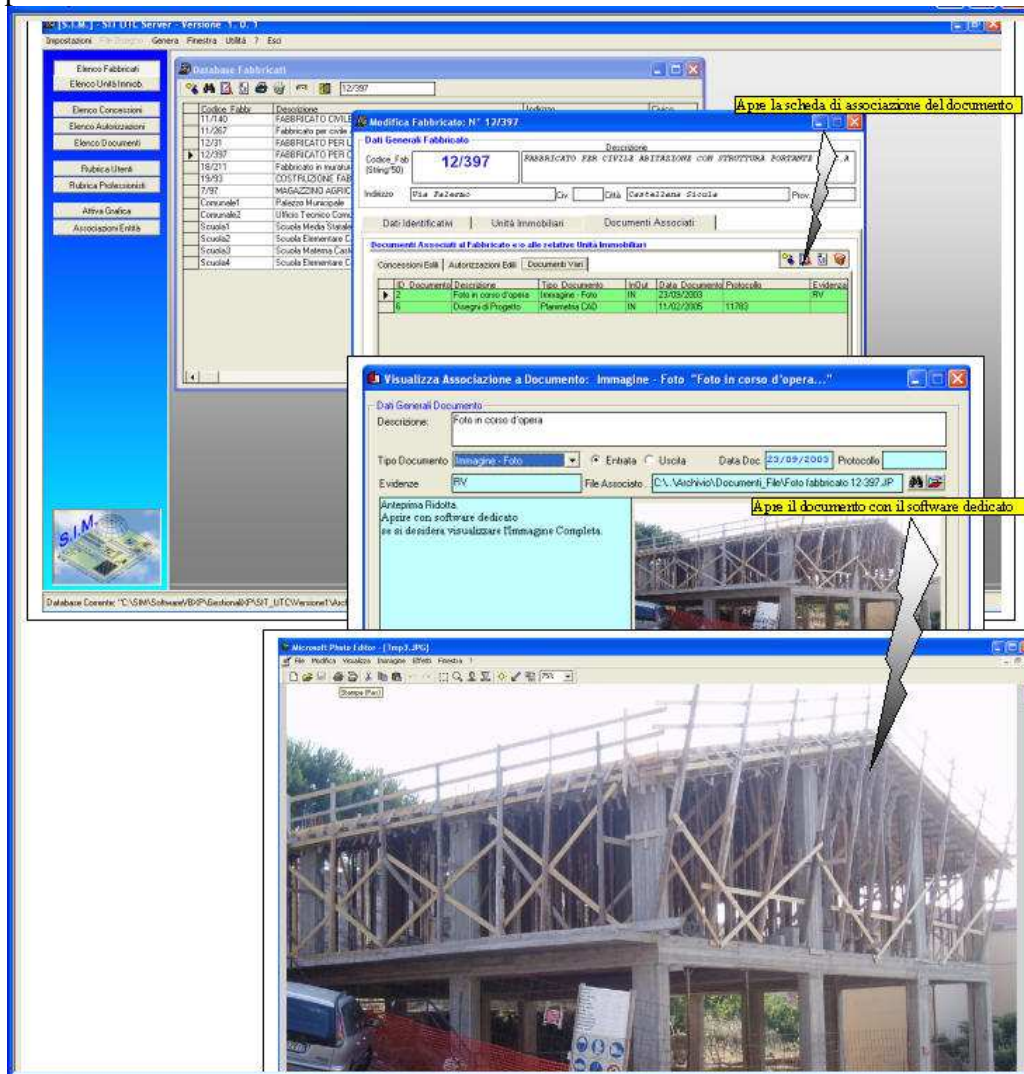 [S.I.M.] - SIT UTC Server - Versione 1. 0. 1
Impostazioni File Disegno Genera Finestra Utilità ? Esci
Elenco Fabbricati
Elenco Unità Immob.
Elenco Concessioni
Elenco Autorizzazioni
Elenco Documenti
Rubrica Utenti
Rubrica Professionisti
Attiva Grafica
Associazioni Entità
S.I.M.
Database Fabbricati
12/397
Codice_Fabbr Descrizione Indirizzo Civico
11/140 FABBRICATO CIVILE
11/267 Fabbricato per civile
12/31 FABBRICATO PER
12/397 FABBRICATO PER
18/211 Fabbricato in muratura
19/93 COSTRUZIONE FAB
7/97 MAGAZZINO AGRIC
Comunale1 Palazzo Municipale
Comunale2 Ufficio Tecnico Comu
Scuola1 Scuola Media Statale
Scuola2 Scuola Elementare C
Scuola3 Scuola Materna Cast
Scuola4 Scuola Elementare C
Apre la scheda di associazione del documento
Modifica Fabbricato: N° 12/397
Dati Generali Fabbricato
Descrizione
Codice_Fab
(String*50)
12/397
FABBRICATO PER CIVILE ABITAZIONE CON STRUTTURA PORTANTE
Indirizzo Via Palermo Civ Città Castellana Sicula Prov.
Dati Identificativi Unità Immobiliari Documenti Associati
Documenti Associati al Fabbricato e/o alle relative Unità Immobiliari
Concessioni Edili Autorizzazioni Edili Documenti Vari
ID_Documento Descrizione Tipo_Documento InOut Data_Documento Protocollo Evidenza
2 Foto in corso d'opera Immagine - Foto IN 23/09/2003 RV
6 Disegni di Progetto Planimetria CAD IN 11/02/2005 11783
Visualizza Associazione a Documento: Immagine - Foto "Foto in corso d'opera..."
Dati Generali Documento
Descrizione: Foto in corso d'opera
Tipo Documento Immagine - Foto Entrata Uscita Data Doc. 23/09/2003 Protocollo
Evidenze RV File Associato C:\..\Archivio\Documenti_File\Foto fabbricato 12-397.JP
Apre il documento con il software dedicato
Anteprima Ridotta.
Aprire con software dedicato
se si desidera visualizzare l'Immagine Completa.
Database Corrente: "C:\SIM\SoftwareVBXP\GestionaliXP\SIT_UTC\Versione1\Arch
Microsoft Photo Editor - [Tmp3.JPG]
File Modifica Visualizza Immagine Effetti Finestra ?
75%
Stampa (Fax)